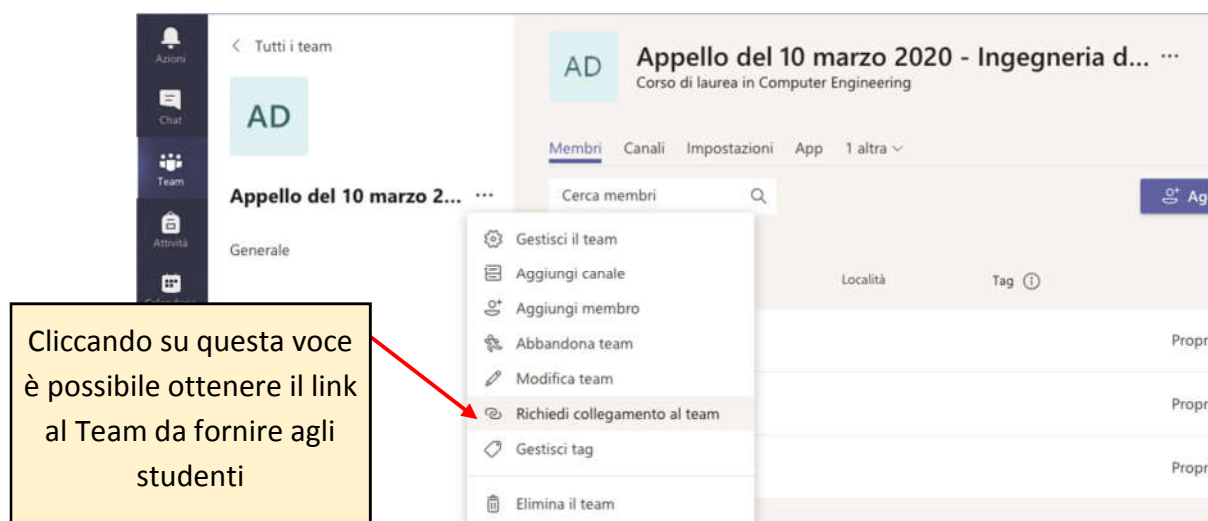 Azioni
Chat
Team
Attività
Tutti i team
AD
Appello del 10 marzo 2...
Generale
AD
Appello del 10 marzo 2020 - Ingegneria d...
Corso di laurea in Computer Engineering
Membri Canali Impostazioni App 1 altra
Cerca membri
Ag
Località Tag
Propr
Propr
Propr
Gestisci il team
Aggiungi canale
Aggiungi membro
Abbandona team
Modifica team
Richiedi collegamento al team
Gestisci tag
Elimina il team
Cliccando su questa voce
è possibile ottenere il link
al Team da fornire agli
studenti